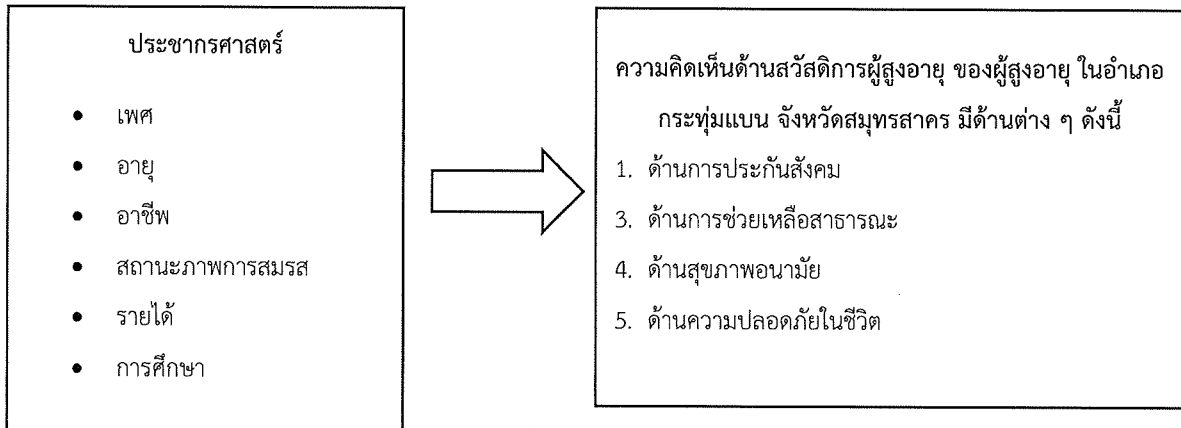 ประชากรศาสตร์
• เพศ
• อายุ
• อาชีพ
• สถานะภาพการสมรส
• รายได้
• การศึกษา
ความคิดเห็นด้านสวัสดิการผู้สูงอายุ ของผู้สูงอายุ ในอำเภอ
กระทุ่มแบน จังหวัดสมุทรสาคร มีด้านต่าง ๆ ดังนี้
1. ด้านการประกันสังคม
3. ด้านการช่วยเหลือสาธารณะ
4. ด้านสุขภาพอนามัย
5. ด้านความปลอดภัยในชีวิต